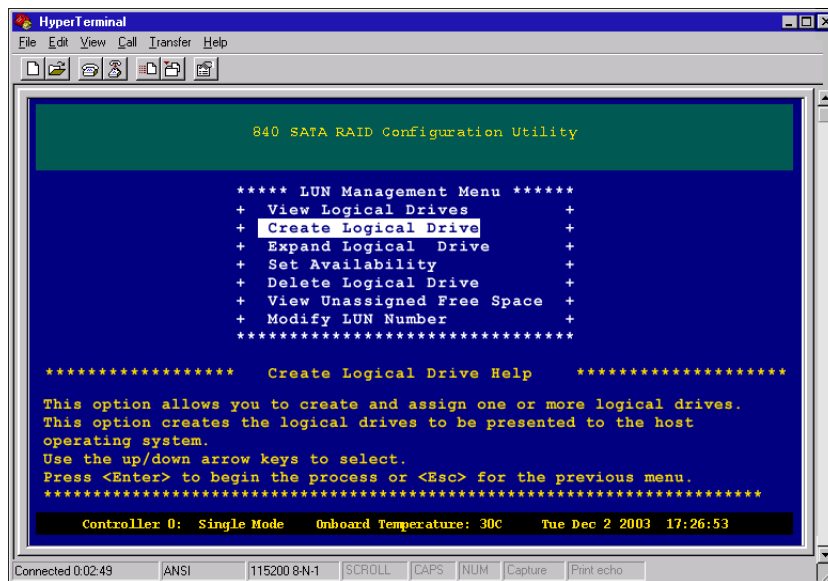 HyperTerminal
File Edit View Call Transfer Help
840 SATA RAID Configuration Utility
***** LUN Management Menu ******
+ View Logical Drives +
+ Create Logical Drive +
+ Expand Logical Drive +
+ Set Availability +
+ Delete Logical Drive +
+ View Unassigned Free Space +
+ Modify LUN Number +
********************************
****************** Create Logical Drive Help ********************
This option allows you to create and assign one or more logical drives.
This option creates the logical drives to be presented to the host
operating system.
Use the up/down arrow keys to select.
Press <Enter> to begin the process or <Esc> for the previous menu.
********************************************************************
Controller 0: Single Mode Onboard Temperature: 30C Tue Dec 2 2003 17:26:53
Connected 0:02:49 ANSI 115200 8-N-1 SCROLL CAPS NUM Capture Print echo